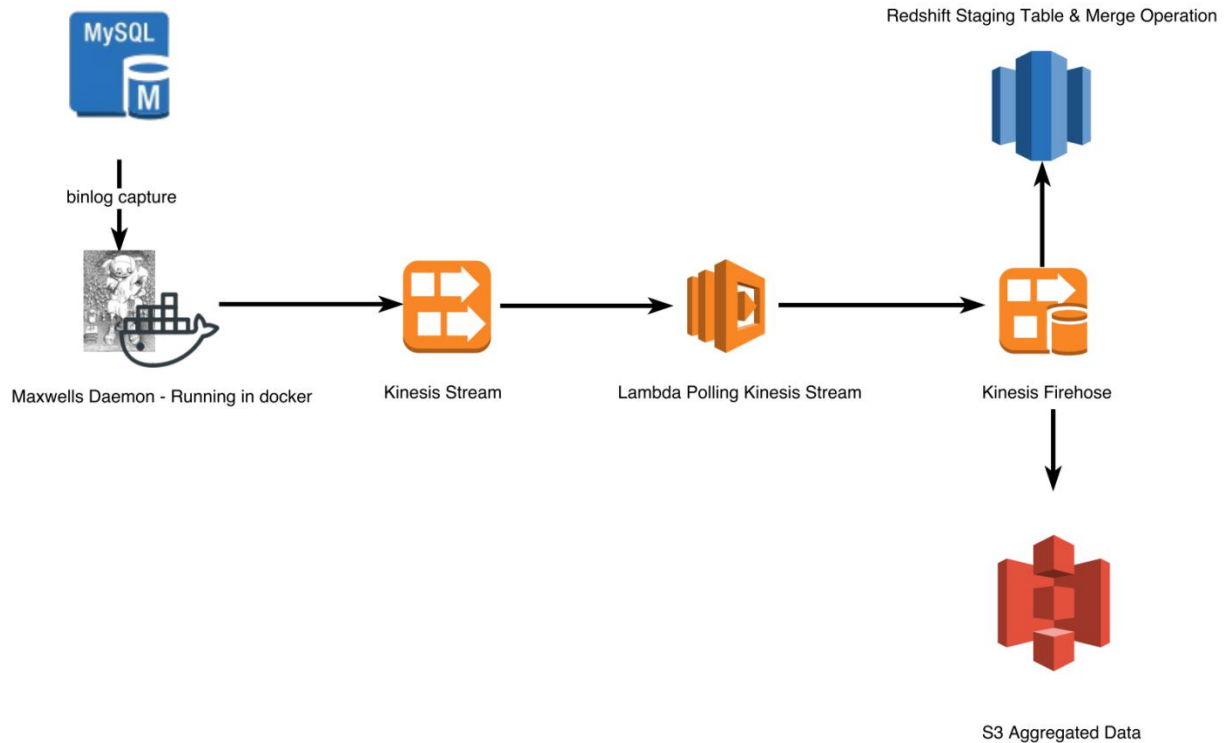 Redshift Staging Table & Merge Operation
MySQL
M
binlog capture
Maxwells Daemon - Running in docker
Kinesis Stream
Lambda Polling Kinesis Stream
Kinesis Firehose
S3 Aggregated Data